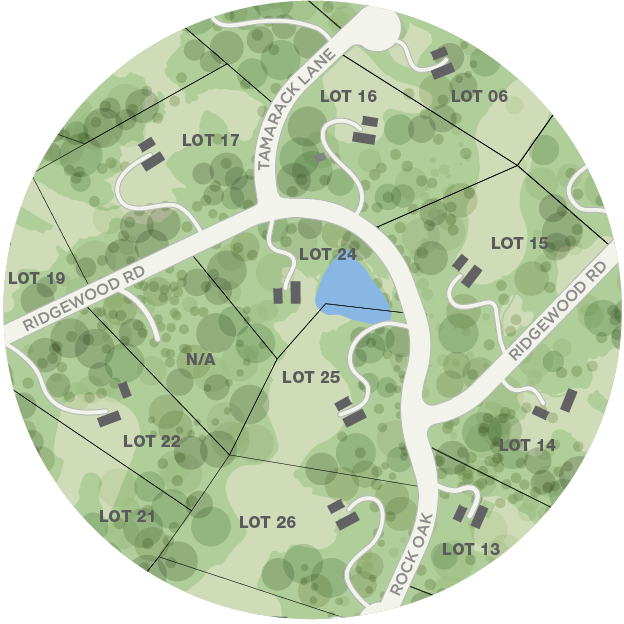 TAMARACK LANE
LOT 16
LOT 06
LOT 17
LOT 15
LOT 24
LOT 19
RIDGEWOOD RD
RIDGEWOOD RD
N/A
LOT 25
LOT 22
LOT 14
LOT 21
LOT 26
LOT 13
ROCK OAK